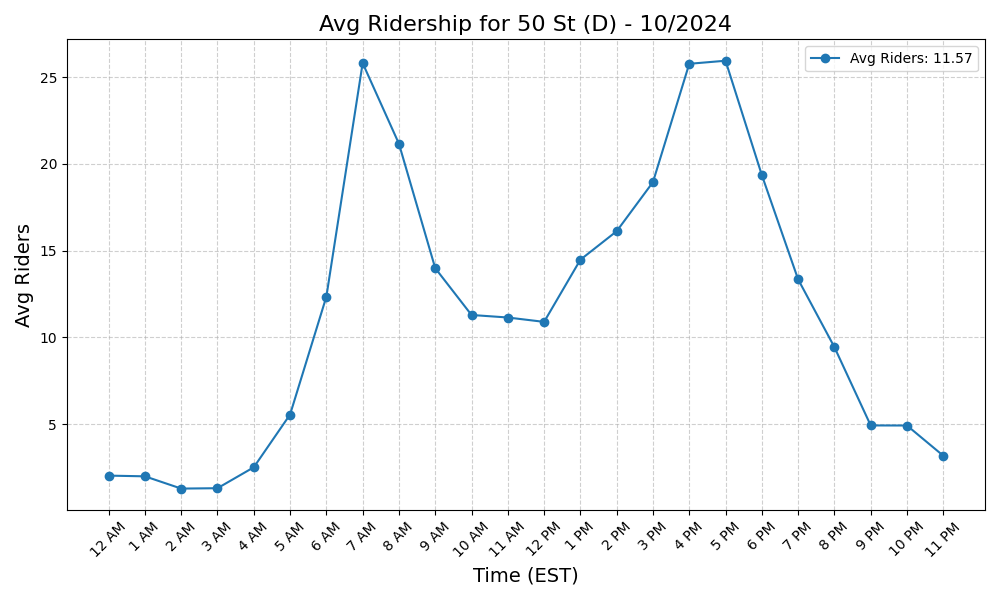 Avg Ridership for 50 St (D) - 10/2024
Avg Riders: 11.57
25
20
15
10
5
Avg Riders
12 AM
1 AM
2 AM
3 AM
4 AM
5 AM
6 AM
7 AM
8 AM
9 AM
10 AM
11 AM
12 PM
1 PM
2 PM
3 PM
4 PM
5 PM
6 PM
7 PM
8 PM
9 PM
10 PM
11 PM
Time (EST)